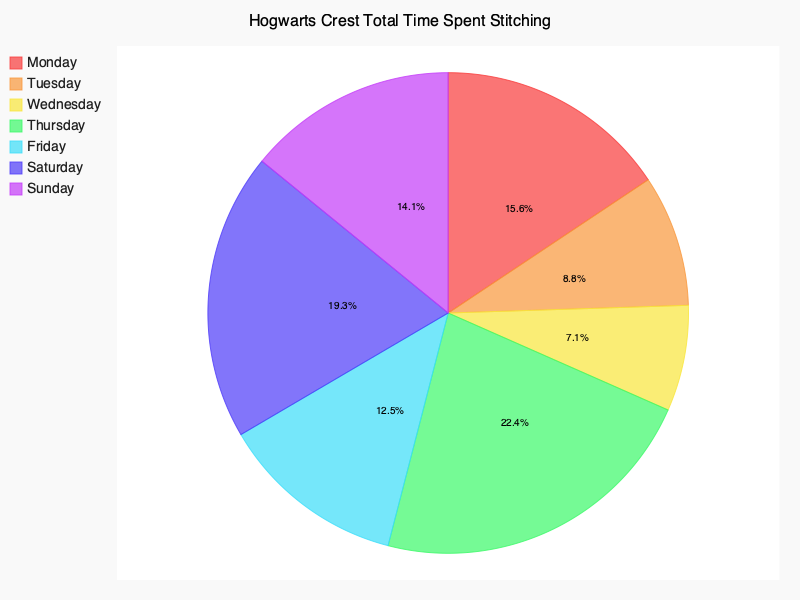 Hogwarts Crest Total Time Spent Stitching
Monday
Tuesday
Wednesday
Thursday
Friday
Saturday
Sunday
14.1%
15.6%
8.8%
19.3%
7.1%
12.5%
22.4%